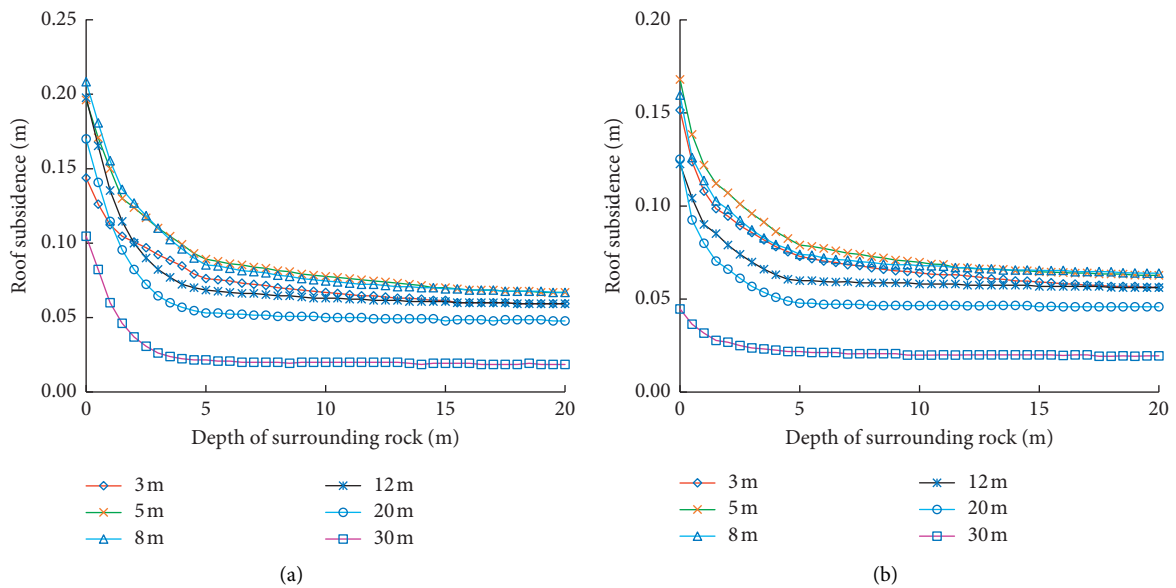 0.25
0.20
0.15
0.10
0.05
0.00
Roof subsidence (m)
0 5 10 15 20
Depth of surrounding rock (m)
3 m
5 m
8 m
12 m
20 m
30 m
(a)
0.20
0.15
0.10
0.05
0.00
Roof subsidence (m)
0 5 10 15 20
Depth of surrounding rock (m)
3 m
5 m
8 m
12 m
20 m
30 m
(b)